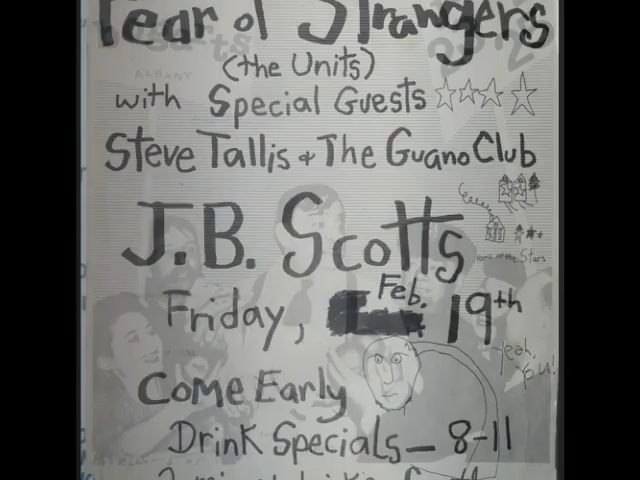 Fear of Strangers
(the Units)
ALBANY
with Special Guests
Steve Tallis + The Guano Club
J.B. Scotts
Home of the Stars
Feb.
Friday, 19th
yeah, you!
Come Early
Drink Specials — 8-11